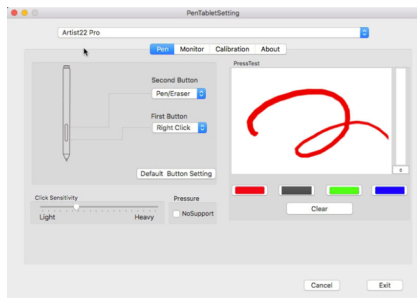 PenTabletSetting
Artist22 Pro
Pen Monitor Calibration About
PressTest
Second Button
Pen/Eraser
First Button
Right Click
Default Button Setting
0
Click Sensitivity
Pressure
NoSupport
Light Heavy
Clear
Cancel Exit